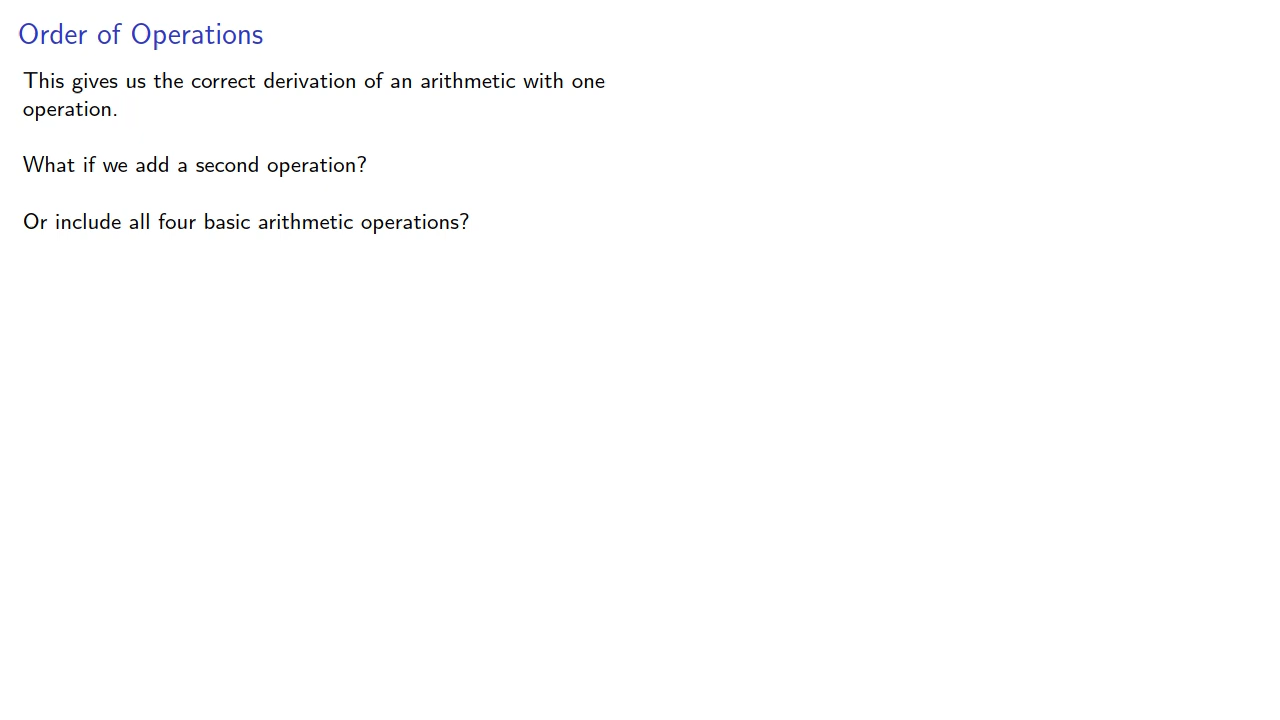 Order of Operations
This gives us the correct derivation of an arithmetic with one
operation.
What if we add a second operation?
Or include all four basic arithmetic operations?